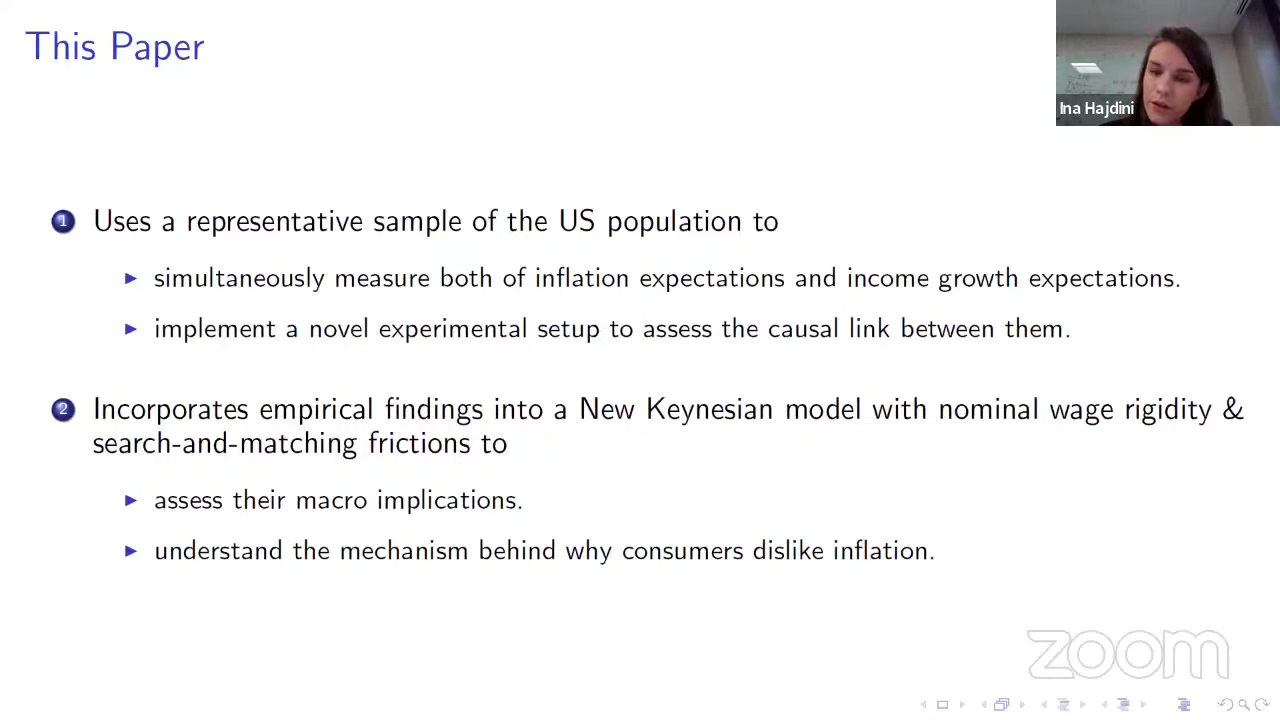 This Paper
Ina Hajdini
1 Uses a representative sample of the US population to
simultaneously measure both of inflation expectations and income growth expectations.
implement a novel experimental setup to assess the causal link between them.
2 Incorporates empirical findings into a New Keynesian model with nominal wage rigidity &
search-and-matching frictions to
assess their macro implications.
understand the mechanism behind why consumers dislike inflation.
zoom